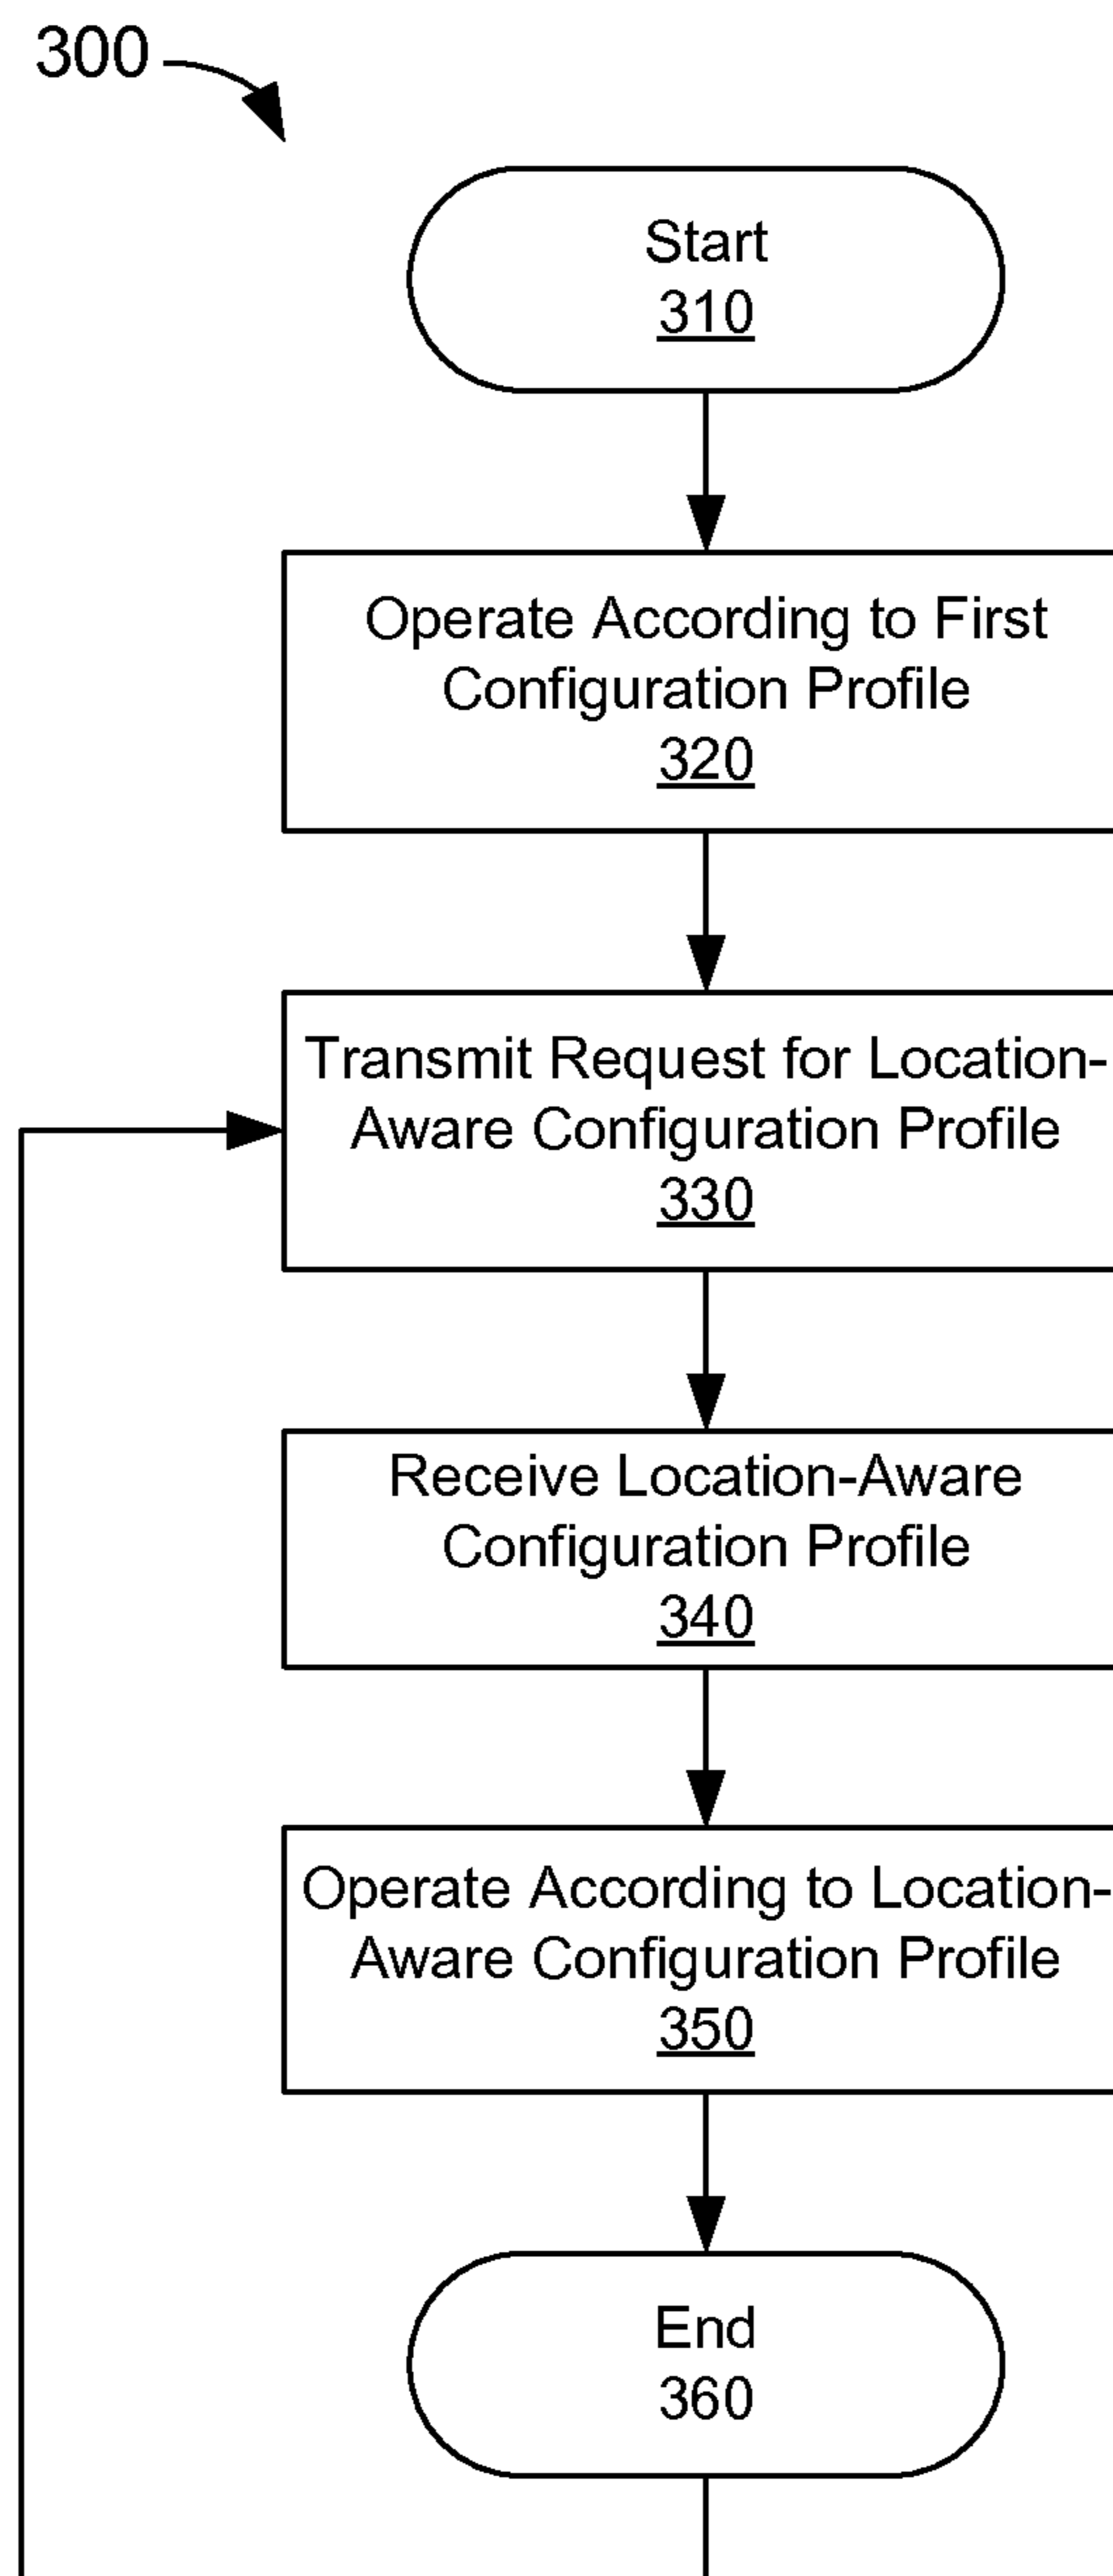 300
Start
310
Operate According to First
Configuration Profile
320
Transmit Request for Location-
Aware Configuration Profile
330
Receive Location-Aware
Configuration Profile
340
Operate According to Location-
Aware Configuration Profile
350
End
360